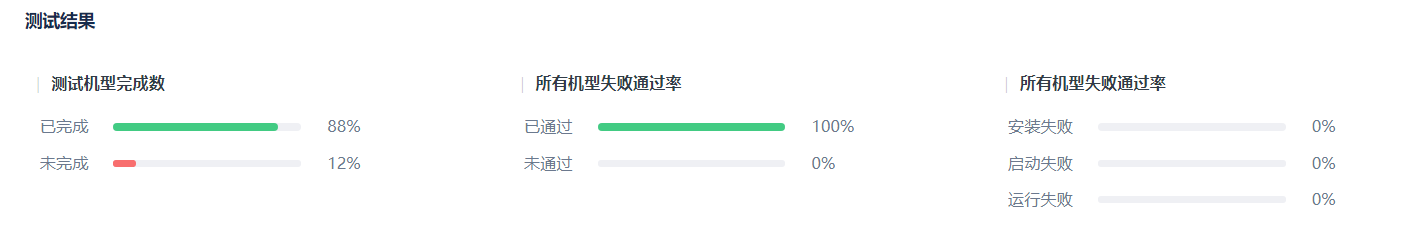 测试结果
测试机型完成数
已完成 88%
未完成 12%
所有机型失败通过率
已通过 100%
未通过 0%
所有机型失败通过率
安装失败 0%
启动失败 0%
运行失败 0%